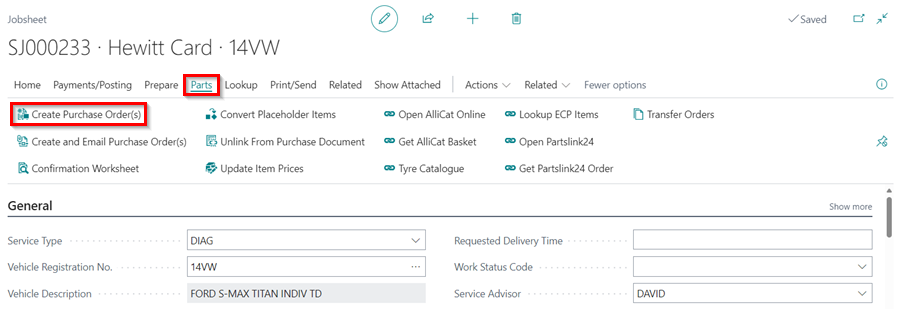 Jobsheet
Saved
SJ000233 · Hewitt Card · 14VW
Home Payments/Posting Prepare Parts Lookup Print/Send Related Show Attached Actions Related Fewer options
Create Purchase Order(s) Convert Placeholder Items Open AlliCat Online Lookup ECP Items Transfer Orders
Create and Email Purchase Order(s) Unlink From Purchase Document Get AlliCat Basket Open Partslink24
Confirmation Worksheet Update Item Prices Tyre Catalogue Get Partslink24 Order
General Show more
Service Type DIAG Requested Delivery Time
Vehicle Registration No. 14VW Work Status Code
Vehicle Description FORD S-MAX TITAN INDIV TD Service Advisor DAVID